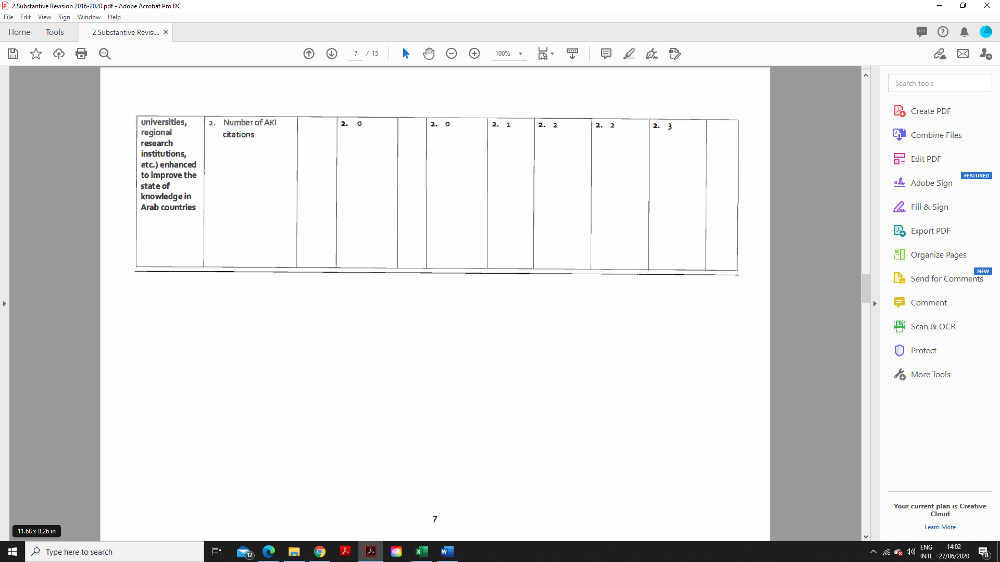 2.Substantive Revision 2016-2020.pdf - Adobe Acrobat Pro DC
File Edit View Sign Window Help
Home Tools 2.Substantive Revisi... ×
7 / 15 100%
universities,
regional
research
institutions,
etc.) enhanced
to improve the
state of
knowledge in
Arab countries
2. Number of AKI
citations
2. 0
2. 0
2. 1
2. 2
2. 2
2. 3
7
11.68 x 8.26 in
Search tools
Create PDF
Combine Files
Edit PDF
FEATURED
Adobe Sign
Fill & Sign
Export PDF
Organize Pages
NEW
Send for Comments
Comment
Scan & OCR
Protect
More Tools
Your current plan is Creative
Cloud
Learn More
Type here to search
12
ENG
INTL
14:02
27/06/2020
8